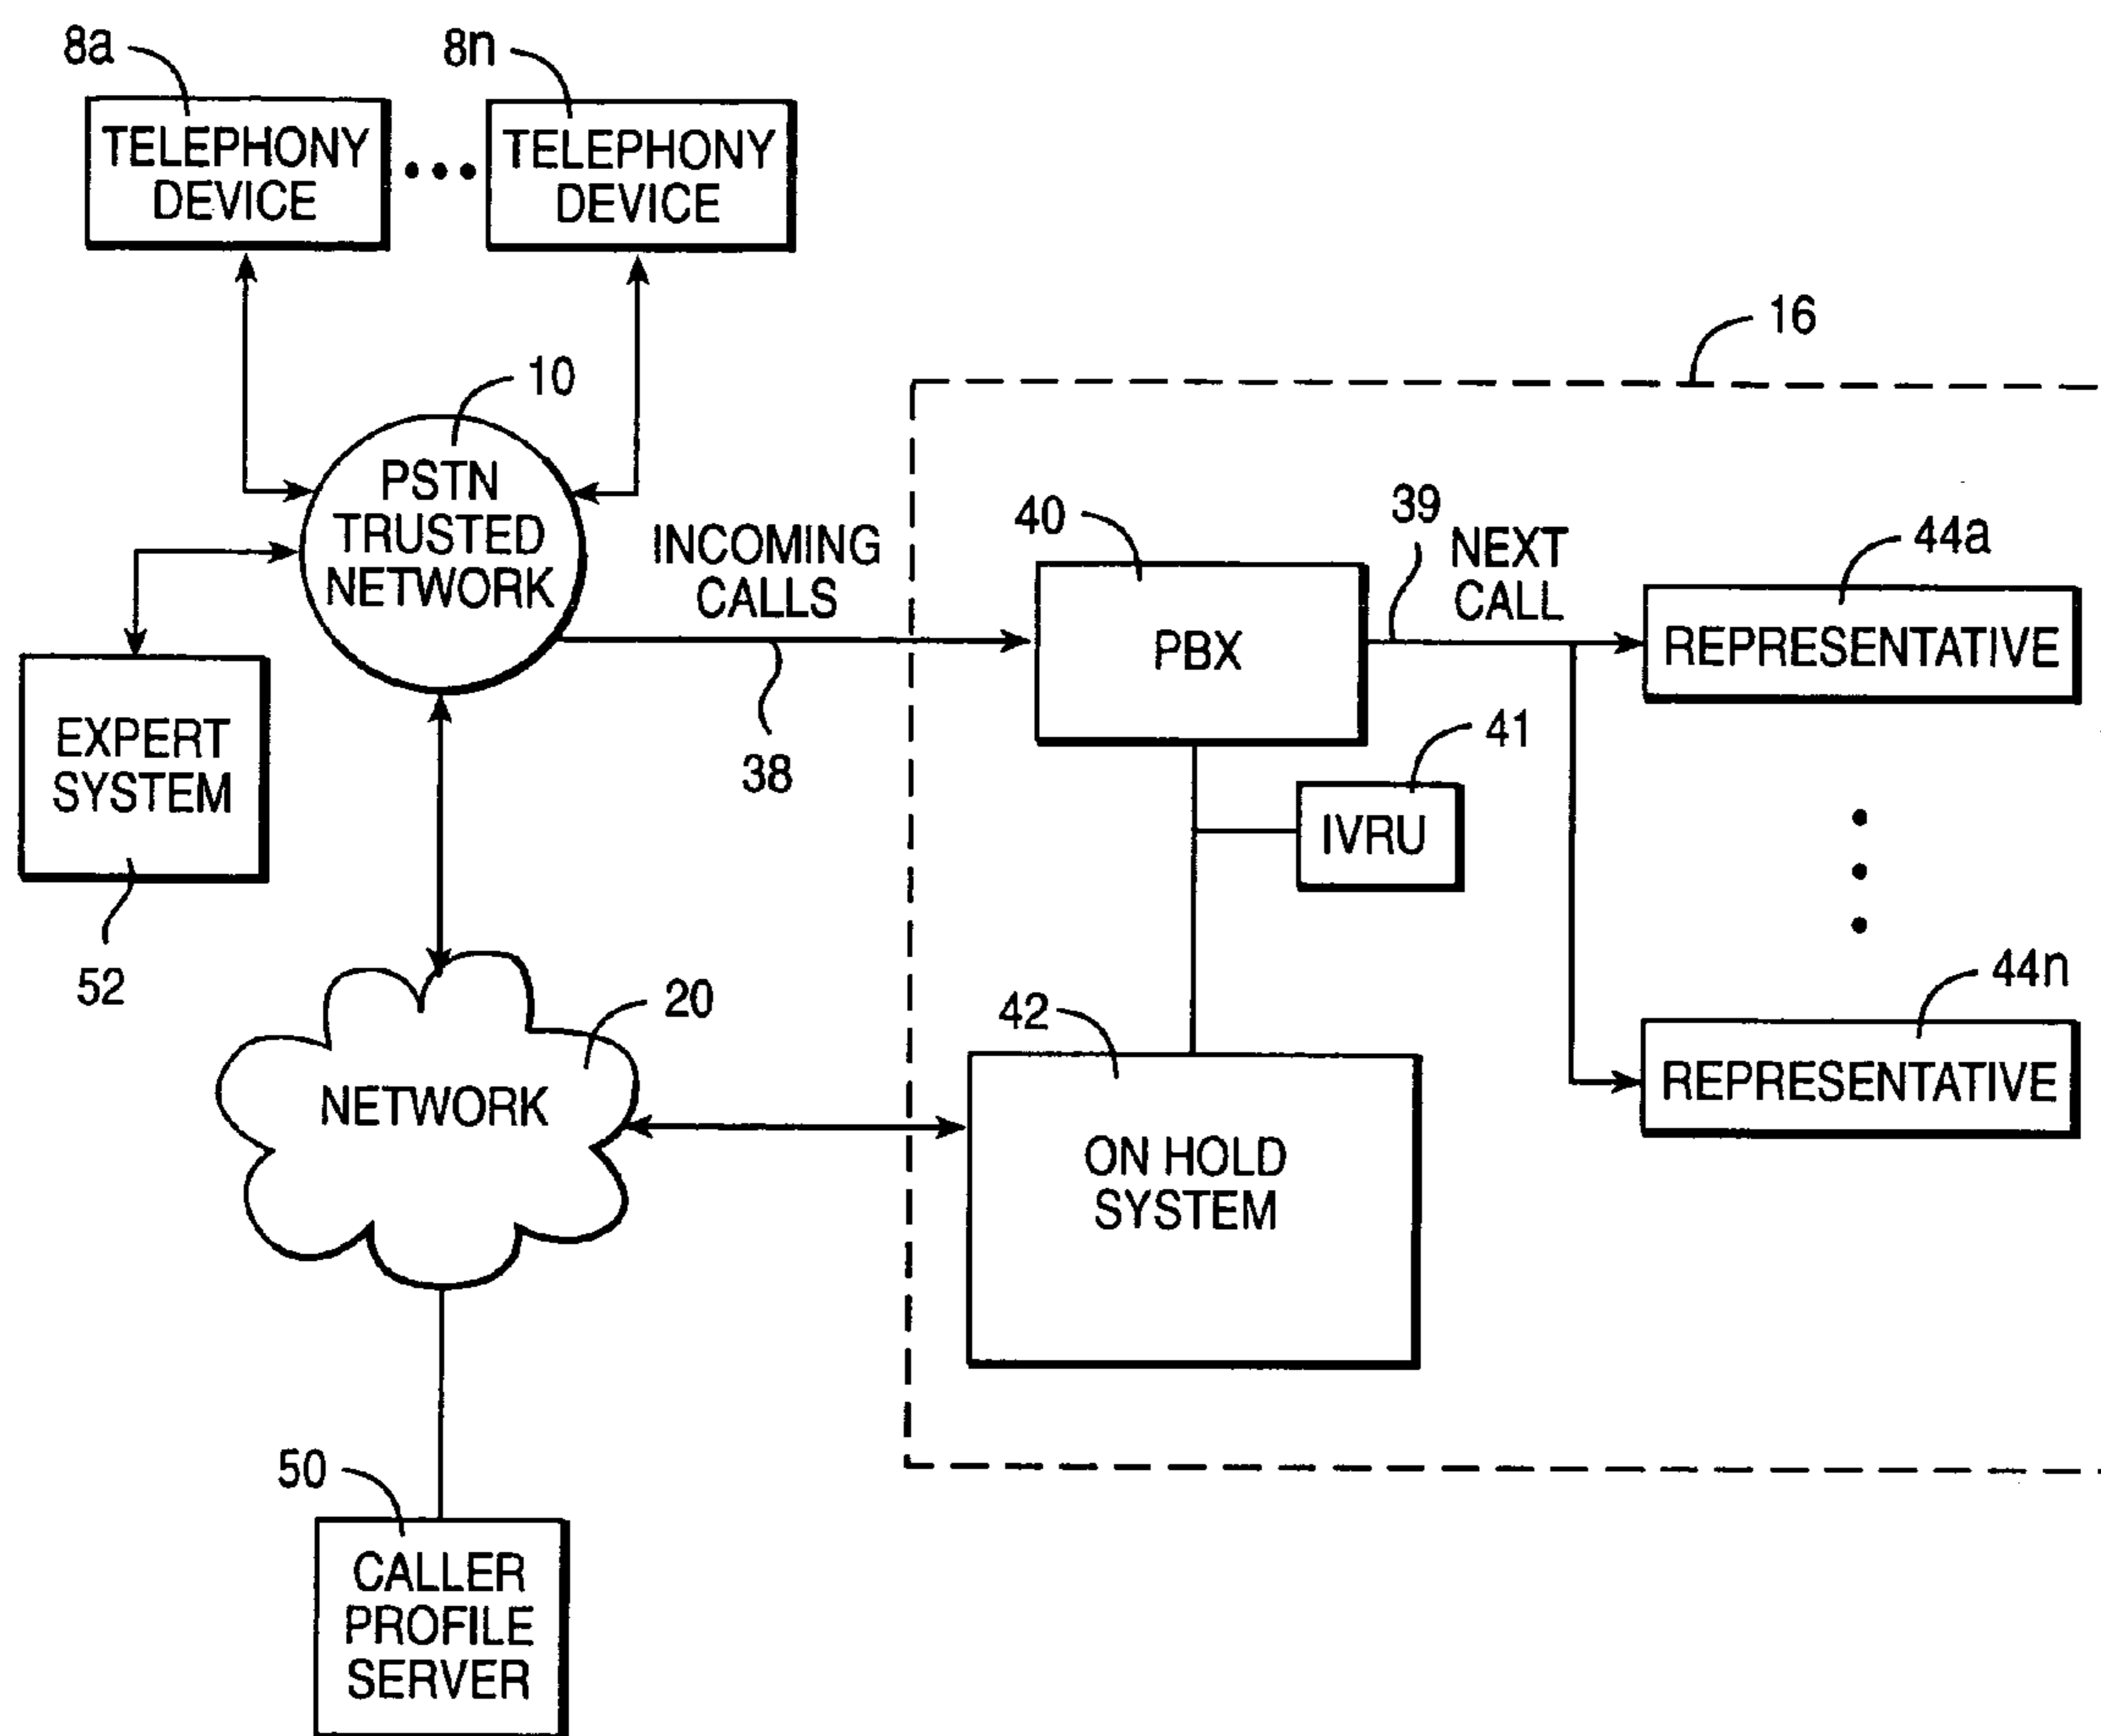 8a
8n
TELEPHONY
DEVICE
TELEPHONY
DEVICE
16
10
PSTN
TRUSTED
NETWORK
INCOMING
CALLS
38
40
PBX
39
NEXT
CALL
44a
REPRESENTATIVE
41
IVRU
EXPERT
SYSTEM
52
44n
REPRESENTATIVE
20
NETWORK
42
ON HOLD
SYSTEM
50
CALLER
PROFILE
SERVER